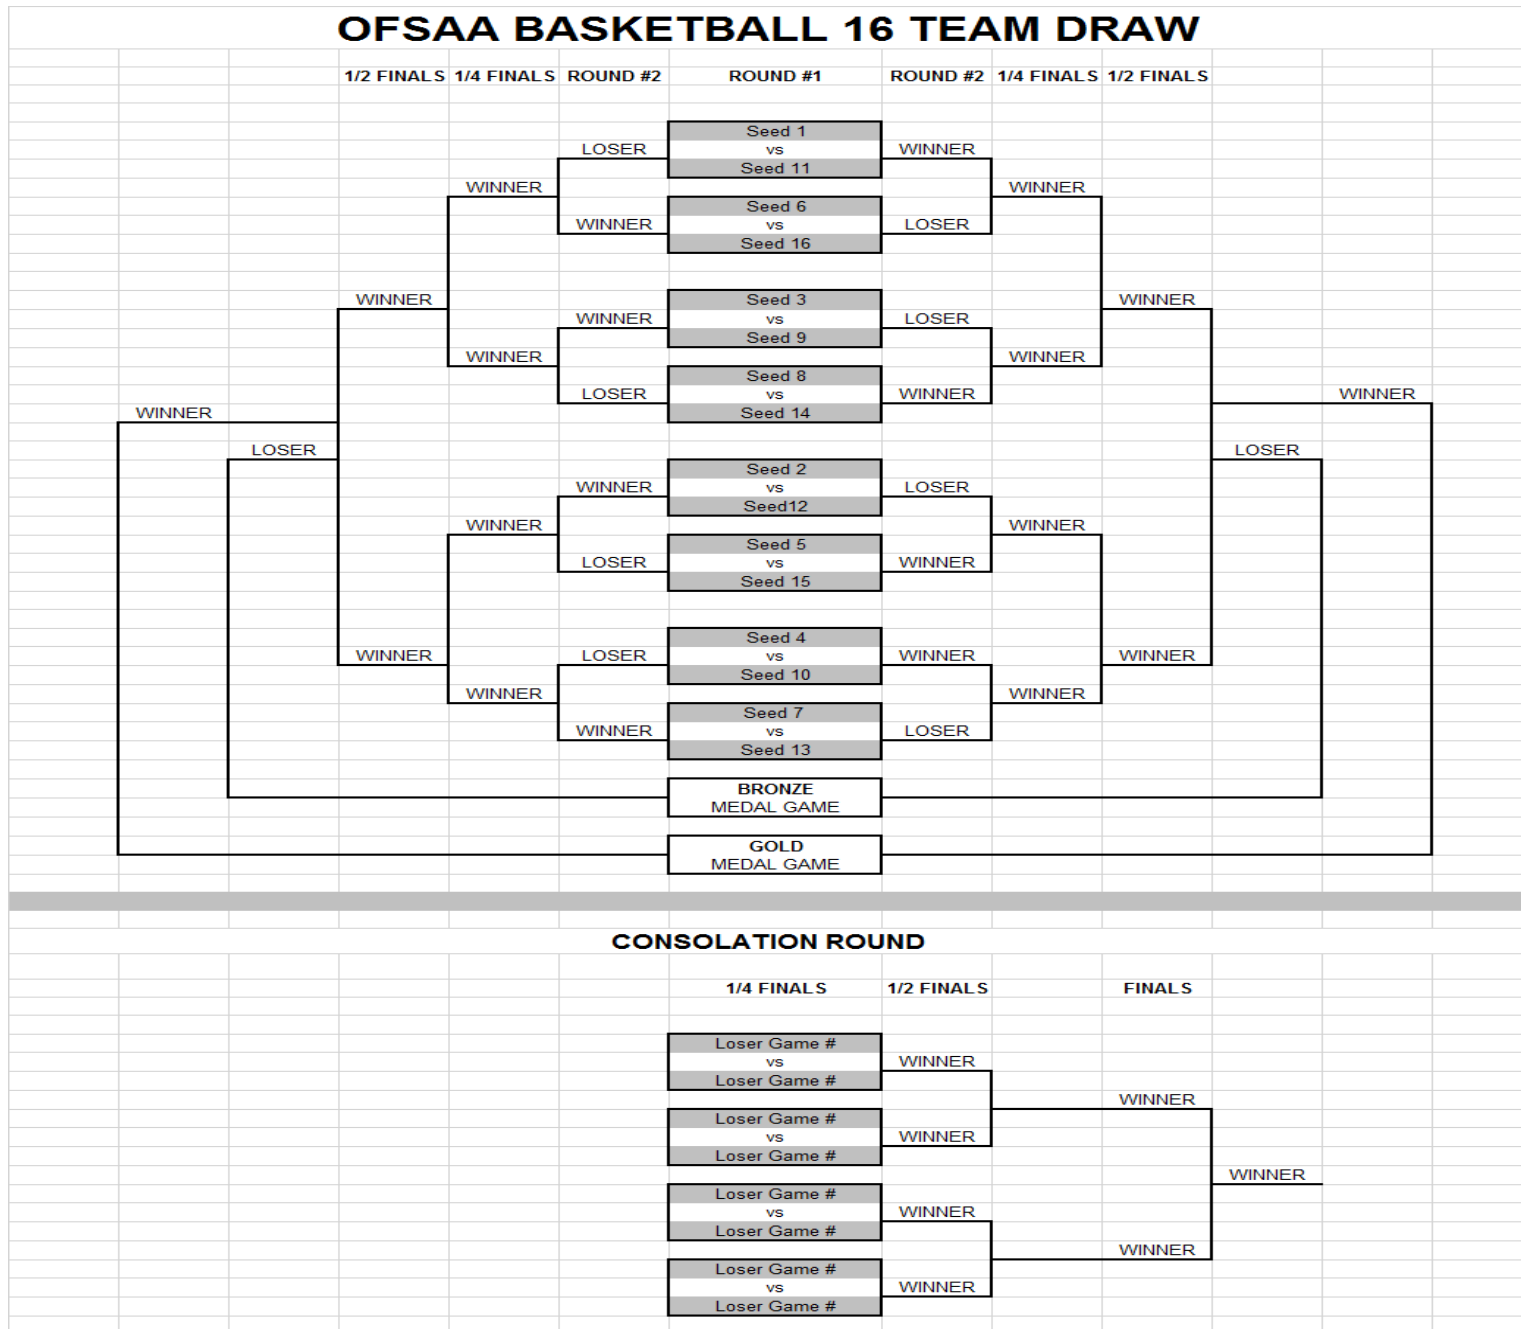 OFSAA BASKETBALL 16 TEAM DRAW
1/2 FINALS 1/4 FINALS ROUND #2 ROUND #1 ROUND #2 1/4 FINALS 1/2 FINALS
Seed 1
LOSER vs WINNER
Seed 11
WINNER WINNER
Seed 6
WINNER vs LOSER
Seed 16
WINNER Seed 3 WINNER
WINNER vs LOSER
Seed 9
WINNER WINNER
Seed 8
LOSER vs WINNER
WINNER Seed 14 WINNER
LOSER LOSER
Seed 2
WINNER vs LOSER
Seed12
WINNER WINNER
Seed 5
LOSER vs WINNER
Seed 15
Seed 4
WINNER LOSER vs WINNER WINNER
Seed 10
WINNER WINNER
Seed 7
WINNER vs LOSER
Seed 13
BRONZE
MEDAL GAME
GOLD
MEDAL GAME
CONSOLATION ROUND
1/4 FINALS 1/2 FINALS FINALS
Loser Game #
vs WINNER
Loser Game #
WINNER
Loser Game #
vs WINNER
Loser Game #
WINNER
Loser Game #
vs WINNER
Loser Game #
WINNER
Loser Game #
vs WINNER
Loser Game #